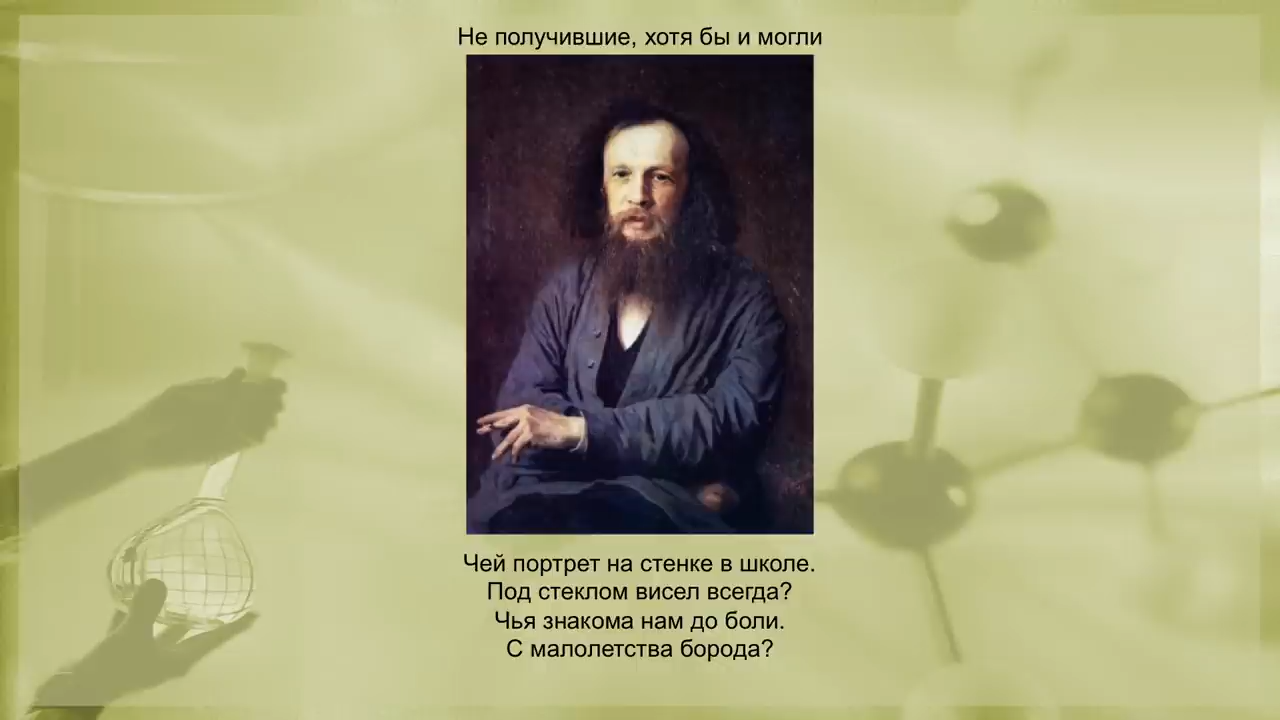 Не получившие, хотя бы и могли
Чей портрет на стенке в школе.
Под стеклом висел всегда?
Чья знакома нам до боли.
С малолетства борода?